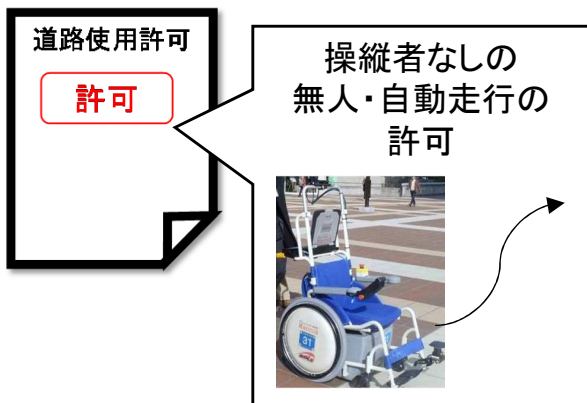 道路使用許可
許可
操縦者なしの
無人・自動走行の
許可
31